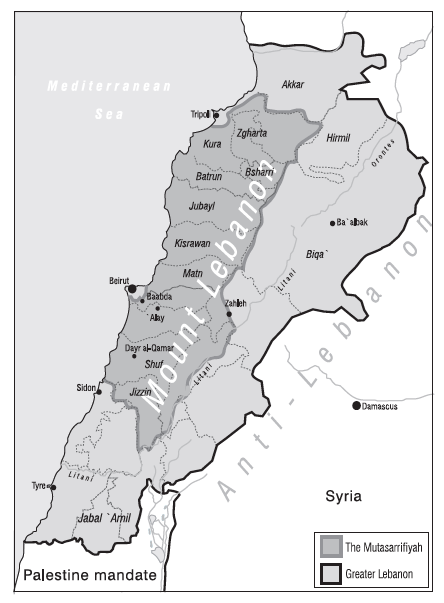 Mediterranean
Sea
Akkar
Tripoli
Zgharta
Hirmil
Kura
Orontes
Batrun
Bsharri
Jubayl
Ba`albak
Kisrawan
Biqa`
Matn
Mount Lebanon
Beirut
Litani
Baabda
Zahleh
`Alay
Dayr al-Qamar
Shuf
Litani
Sidon
Jizzin
Damascus
Anti-Lebanon
Litani
Tyre
Syria
Jabal `Amil
The Mutasarrifiyah
Palestine mandate
Greater Lebanon